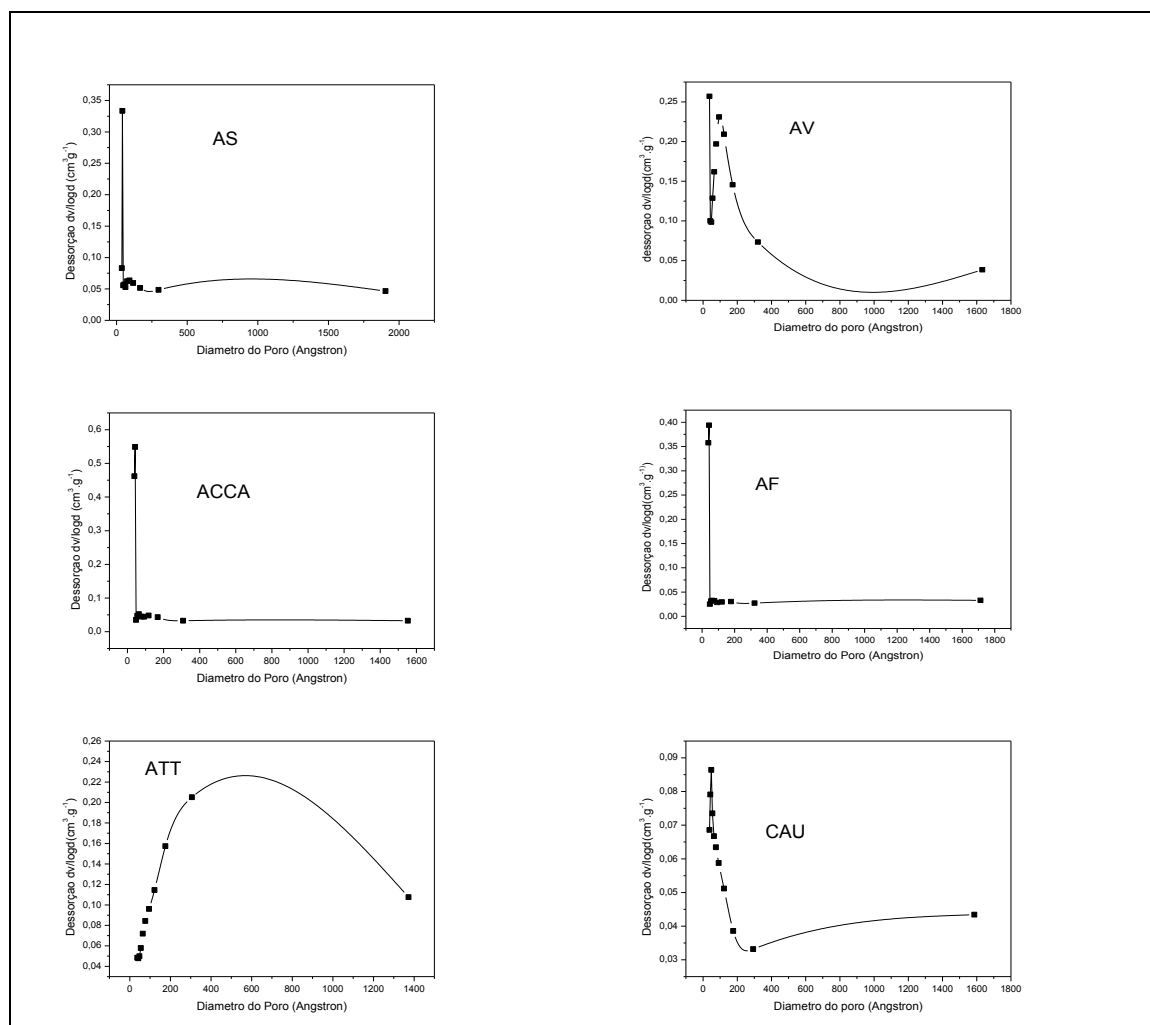 AS
Dessorçao dv/logd (cm³g⁻¹)
0,35
0,30
0,25
0,20
0,15
0,10
0,05
0,00
0 500 1000 1500 2000
Diametro do Poro (Angstron)
AV
dessorçao dv/logd(cm³.g⁻¹)
0,25
0,20
0,15
0,10
0,05
0,00
0 200 400 600 800 1000 1200 1400 1600 1800
Diametro do poro (Angstron)
ACCA
Dessorçao dv/logd (cm³.g⁻¹)
0,6
0,5
0,4
0,3
0,2
0,1
0,0
0 200 400 600 800 1000 1200 1400 1600
Diametro do Poro (Angstron)
AF
Dessorçao dv/logd(cm³.g⁻¹)
0,40
0,35
0,30
0,25
0,20
0,15
0,10
0,05
0,00
0 200 400 600 800 1000 1200 1400 1600 1800
Diametro do Poro (Angstron)
ATT
Dessorçao dv/logd(cm³.g⁻¹)
0,26
0,24
0,22
0,20
0,18
0,16
0,14
0,12
0,10
0,08
0,06
0,04
0 200 400 600 800 1000 1200 1400
Diametro do Poro (Angstron)
CAU
Dessorçao dv/logd(cm³.g⁻¹)
0,09
0,08
0,07
0,06
0,05
0,04
0,03
0 200 400 600 800 1000 1200 1400 1600 1800
Diametro do poro (Angstron)